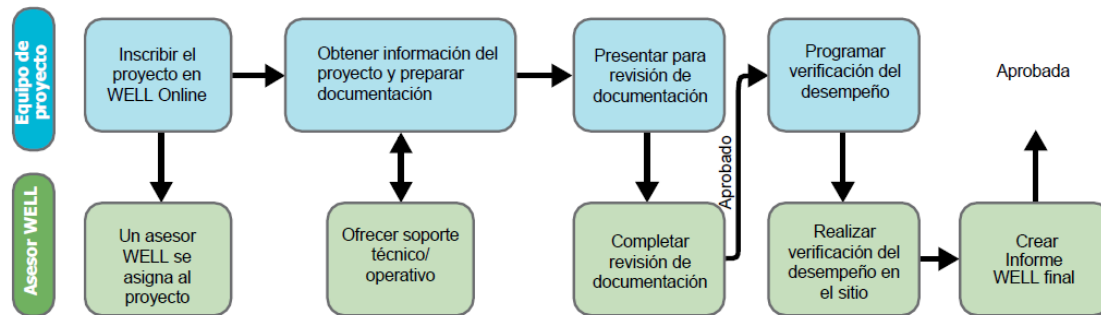 Equipo de
proyecto
Inscribir el
proyecto en
WELL Online
Obtener información del
proyecto y preparar
documentación
Presentar para
revisión de
documentación
Aprobado
Programar
verificación del
desempeño
Aprobada
Asesor WELL
Un asesor
WELL se
asigna al
proyecto
Ofrecer soporte
técnico/
operativo
Completar
revisión de
documentación
Realizar
verificación del
desempeño en
el sitio
Crear
Informe
WELL final